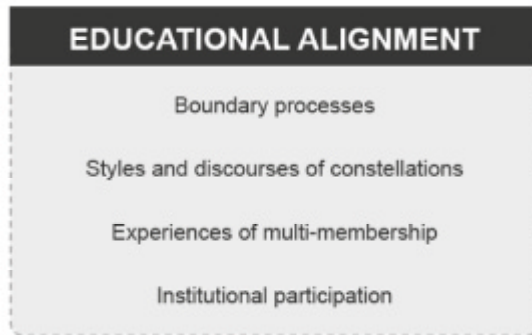 EDUCATIONAL ALIGNMENT
Boundary processes
Styles and discourses of constellations
Experiences of multi-membership
Institutional participation